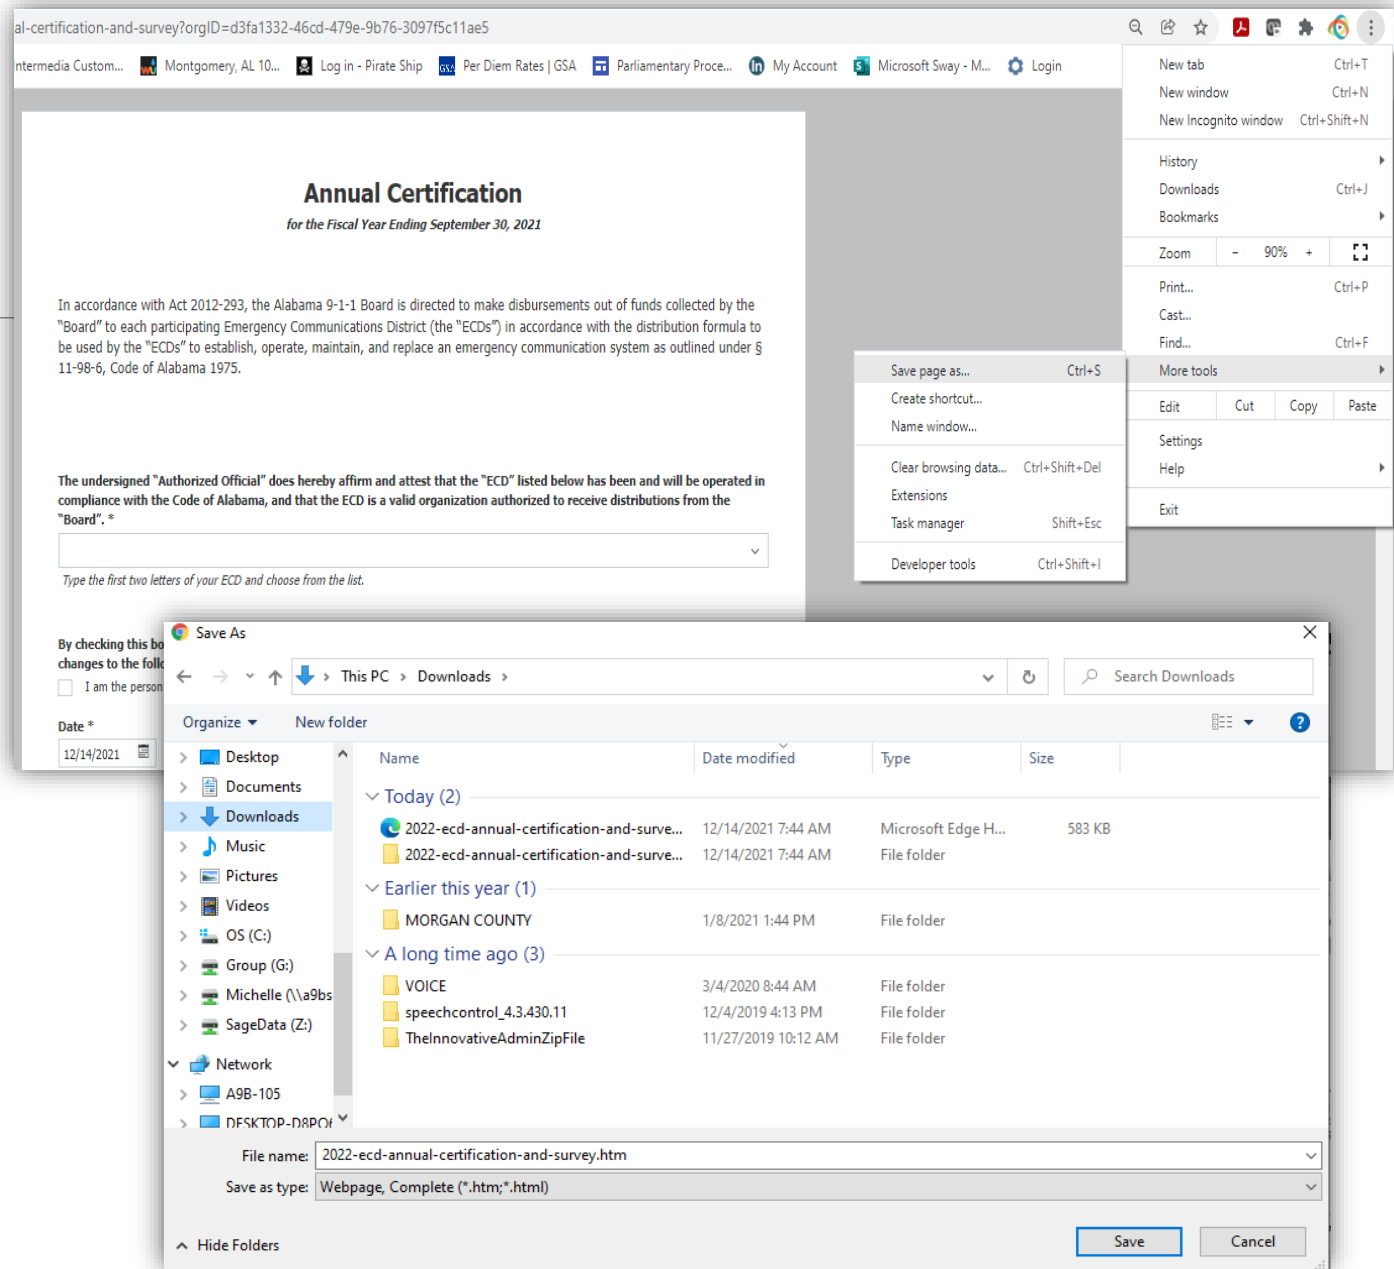 al-certification-and-survey?orgID=d3fa1332-46cd-479e-9b76-3097f5c11ae5
ntermedia Custom... Montgomery, AL 10... Log in - Pirate Ship GSA Per Diem Rates | GSA Parliamentary Proce... My Account Microsoft Sway - M... Login
Annual Certification
for the Fiscal Year Ending September 30, 2021
In accordance with Act 2012-293, the Alabama 9-1-1 Board is directed to make disbursements out of funds collected by the
"Board" to each participating Emergency Communications District (the "ECDs") in accordance with the distribution formula to
be used by the "ECDs" to establish, operate, maintain, and replace an emergency communication system as outlined under §
11-98-6, Code of Alabama 1975.
The undersigned "Authorized Official" does hereby affirm and attest that the "ECD" listed below has been and will be operated in
compliance with the Code of Alabama, and that the ECD is a valid organization authorized to receive distributions from the
"Board". *
Type the first two letters of your ECD and choose from the list.
By checking this bo
changes to the follo
I am the person
Date *
12/14/2021
New tab Ctrl+T
New window Ctrl+N
New Incognito window Ctrl+Shift+N
History
Downloads Ctrl+J
Bookmarks
Zoom - 90% +
Print... Ctrl+P
Cast...
Find... Ctrl+F
More tools
Edit Cut Copy Paste
Settings
Help
Exit
Save page as... Ctrl+S
Create shortcut...
Name window...
Clear browsing data... Ctrl+Shift+Del
Extensions
Task manager Shift+Esc
Developer tools Ctrl+Shift+I
Save As
This PC > Downloads >
Search Downloads
Organize New folder
Desktop
Documents
Downloads
Music
Pictures
Videos
OS (C:)
Group (G:)
Michelle (\\a9bs
SageData (Z:)
Network
A9B-105
DESKTOP-D8PO
Name Date modified Type Size
Today (2)
2022-ecd-annual-certification-and-surve... 12/14/2021 7:44 AM Microsoft Edge H... 583 KB
2022-ecd-annual-certification-and-surve... 12/14/2021 7:44 AM File folder
Earlier this year (1)
MORGAN COUNTY 1/8/2021 1:44 PM File folder
A long time ago (3)
VOICE 3/4/2020 8:44 AM File folder
speechcontrol_4.3.430.11 12/4/2019 4:13 PM File folder
TheInnovativeAdminZipFile 11/27/2019 10:12 AM File folder
File name: 2022-ecd-annual-certification-and-survey.htm
Save as type: Webpage, Complete (*.htm;*.html)
Hide Folders
Save Cancel